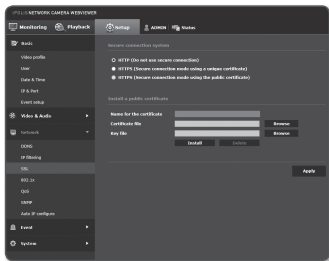 iPOLiS NETWORK CAMERA WEBVIEWER
Monitoring
Playback
Setup
ADMIN
Status
Basic
Video profile
User
Date & Time
IP & Port
Event setup
Video & Audio
Network
DDNS
IP filtering
SSL
802.1x
QoS
SNMP
Auto IP configure
Event
System
Secure connection system
HTTP (Do not use secure connection)
HTTPS (Secure connection mode using a unique certificate)
HTTPS (Secure connection mode using the public certificate)
Install a public certificate
Name for the certificate
Certificate file
Browse
Key file
Browse
Install
Delete
Apply